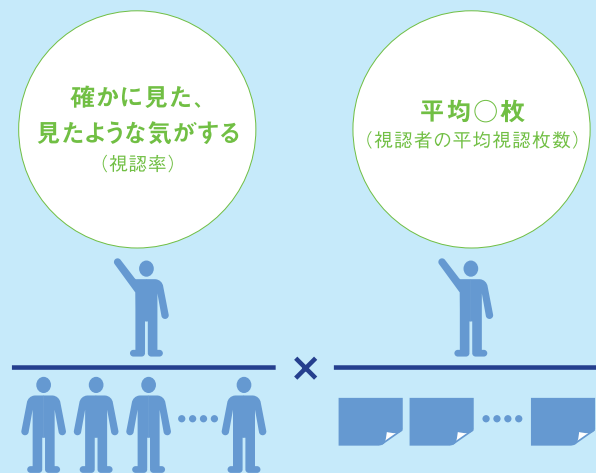 確かに見た、
見たような気がする
（視認率）
平均○枚
（視認者の平均視認枚数）
×